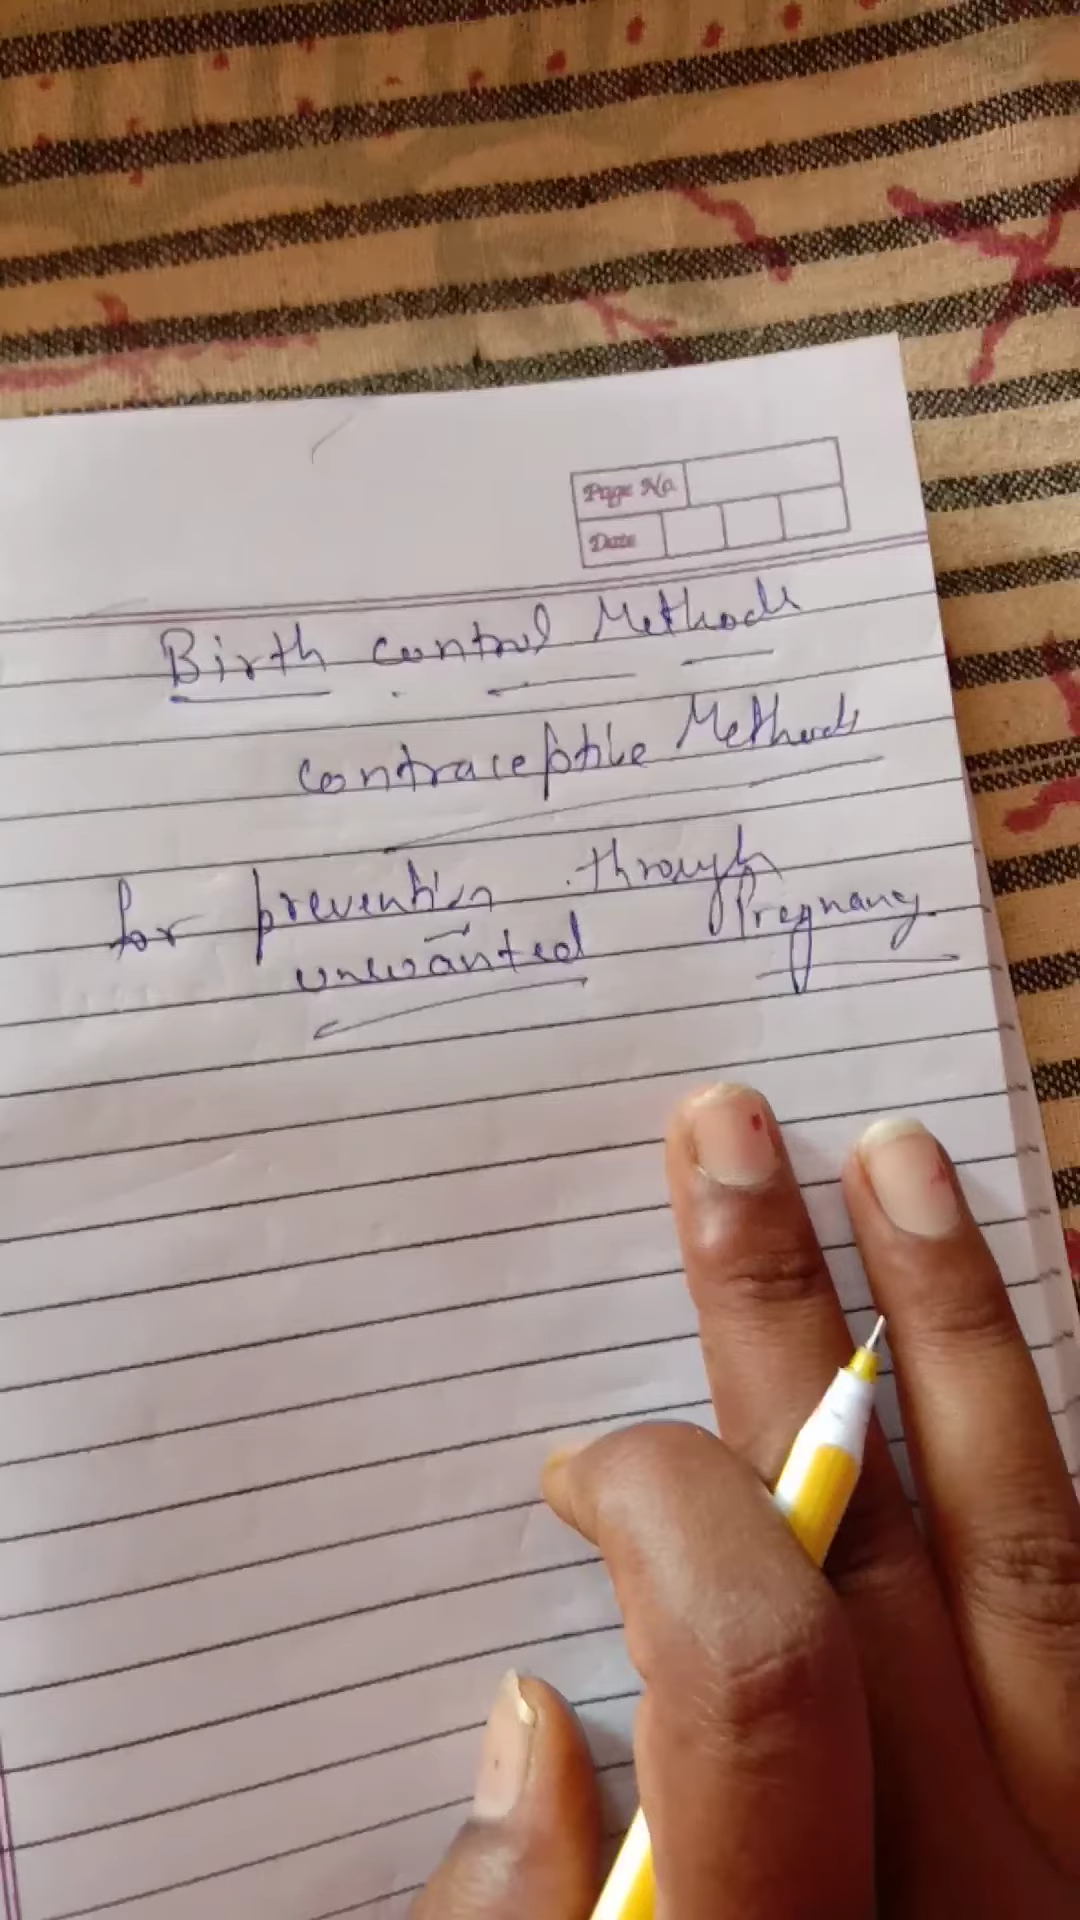 Page No.
Date
Birth control Methods
contraceptive Methods
for prevention through
unwanted Pregnancy